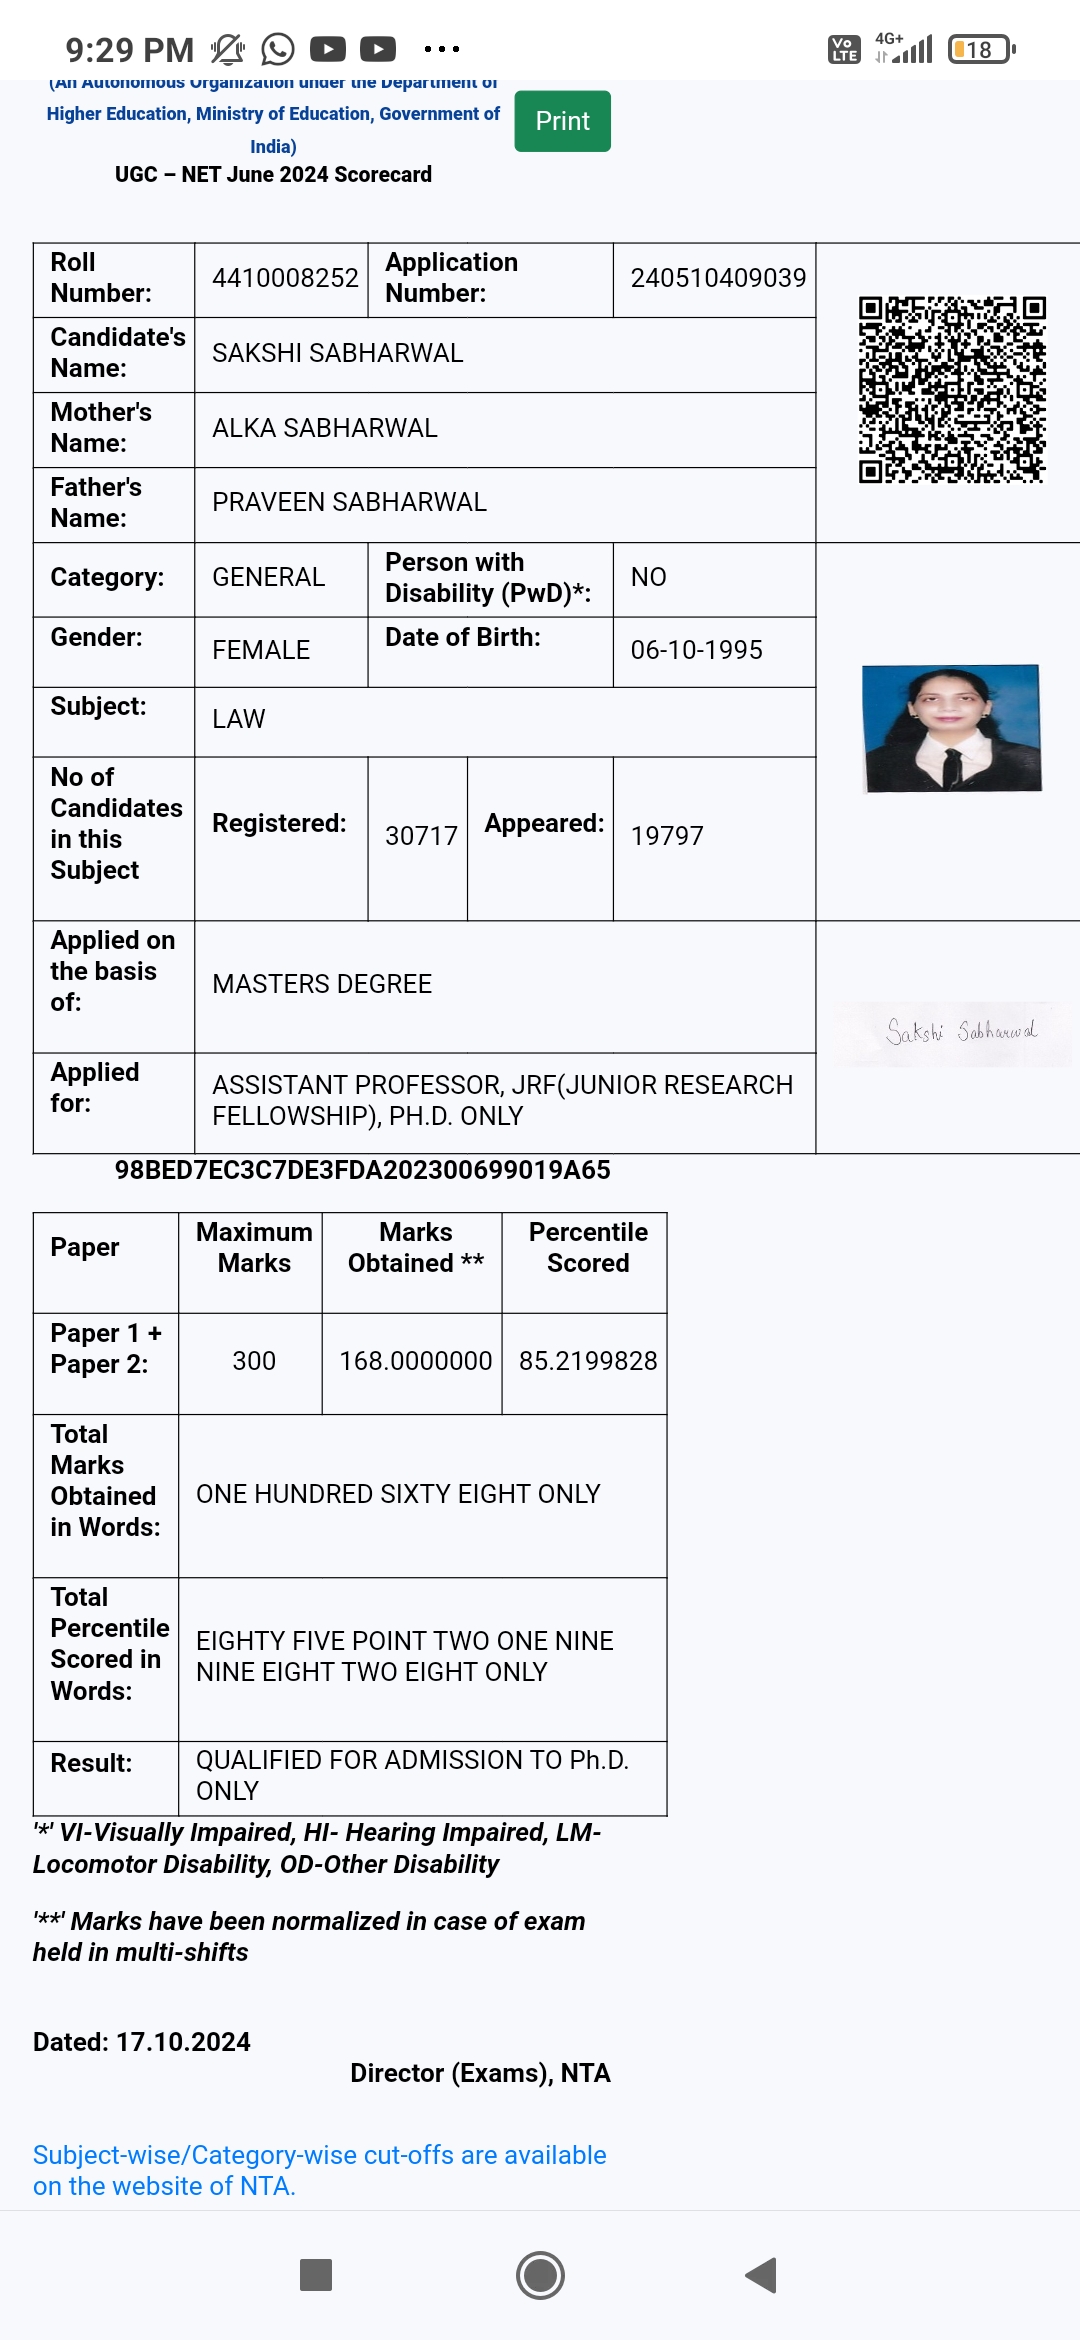 9:29 PM
Vo LTE 4G+ 18
(An Autonomous Organization under the Department of
Higher Education, Ministry of Education, Government of
India)
Print
UGC – NET June 2024 Scorecard
Roll Number: 4410008252 Application Number: 240510409039
Candidate's Name: SAKSHI SABHARWAL
Mother's Name: ALKA SABHARWAL
Father's Name: PRAVEEN SABHARWAL
Category: GENERAL Person with Disability (PwD)*: NO
Gender: FEMALE Date of Birth: 06-10-1995
Subject: LAW
No of Candidates in this Subject Registered: 30717 Appeared: 19797
Applied on the basis of: MASTERS DEGREE
Sakshi Sabharwal
Applied for: ASSISTANT PROFESSOR, JRF(JUNIOR RESEARCH FELLOWSHIP), PH.D. ONLY
98BED7EC3C7DE3FDA202300699019A65
Paper Maximum Marks Marks Obtained ** Percentile Scored
Paper 1 + Paper 2: 300 168.0000000 85.2199828
Total Marks Obtained in Words: ONE HUNDRED SIXTY EIGHT ONLY
Total Percentile Scored in Words: EIGHTY FIVE POINT TWO ONE NINE NINE EIGHT TWO EIGHT ONLY
Result: QUALIFIED FOR ADMISSION TO Ph.D. ONLY
'*' VI-Visually Impaired, HI- Hearing Impaired, LM-
Locomotor Disability, OD-Other Disability
'**' Marks have been normalized in case of exam
held in multi-shifts
Dated: 17.10.2024
Director (Exams), NTA
Subject-wise/Category-wise cut-offs are available
on the website of NTA.